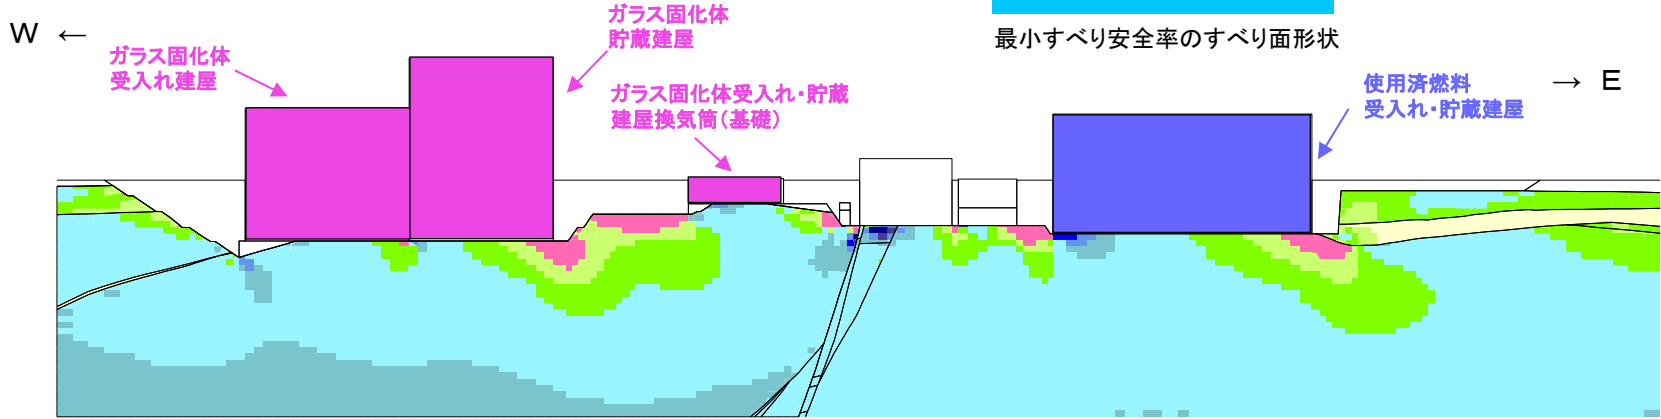 W ←
ガラス固化体
受入れ建屋
ガラス固化体
貯蔵建屋
ガラス固化体受入れ・貯蔵
建屋換気筒(基礎)
最小すべり安全率のすべり面形状
使用済燃料
受入れ・貯蔵建屋
→ E